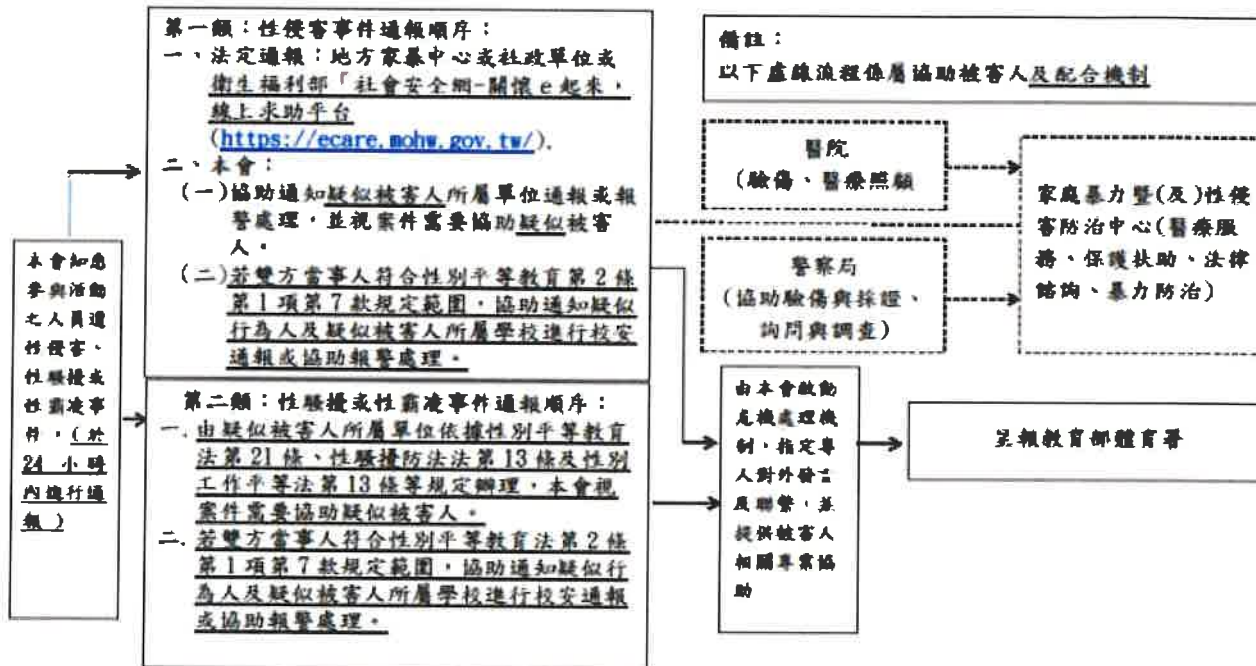 本會知悉
參與活動
之人員遭
性侵害、
性騷擾或
性霸凌事
件，(於
24 小時
內進行通
報)
第一類：性侵害事件通報順序：
一、法定通報：地方家暴中心或社政單位或
衛生福利部「社會安全網-關懷 e 起來，
線上求助平台
(https://ecare.mohw.gov.tw/).
二、本會：
(一)協助通知疑似被害人所屬單位通報或報
警處理，並視案件需要協助疑似被害
人。
(二)若雙方當事人符合性別平等教育第 2 條
第 1 項第 7 款規定範圍，協助通知疑似
行為人及疑似被害人所屬學校進行校安
通報或協助報警處理。
第二類：性騷擾或性霸凌事件通報順序：
一. 由疑似被害人所屬單位依據性別平等教育
法第 21 條、性騷擾防法法第 13 條及性別
工作平等法第 13 條等規定辦理，本會視
案件需要協助疑似被害人。
二. 若雙方當事人符合性別平等教育法第 2 條
第 1 項第 7 款規定範圍，協助通知疑似行
為人及疑似被害人所屬學校進行校安通報
或協助報警處理。
備註：
以下虛線流程係屬協助被害人及配合機制
醫院
(驗傷、醫療照顧
警察局
(協助驗傷與採證、
詢問與調查)
家庭暴力暨(及)性侵
害防治中心(醫療服
務、保護扶助、法律
諮詢、暴力防治)
由本會啟動
危機處理機
制，指定專
人對外發言
及聯繫，並
提供被害人
相關專業協
助
呈報教育部體育署